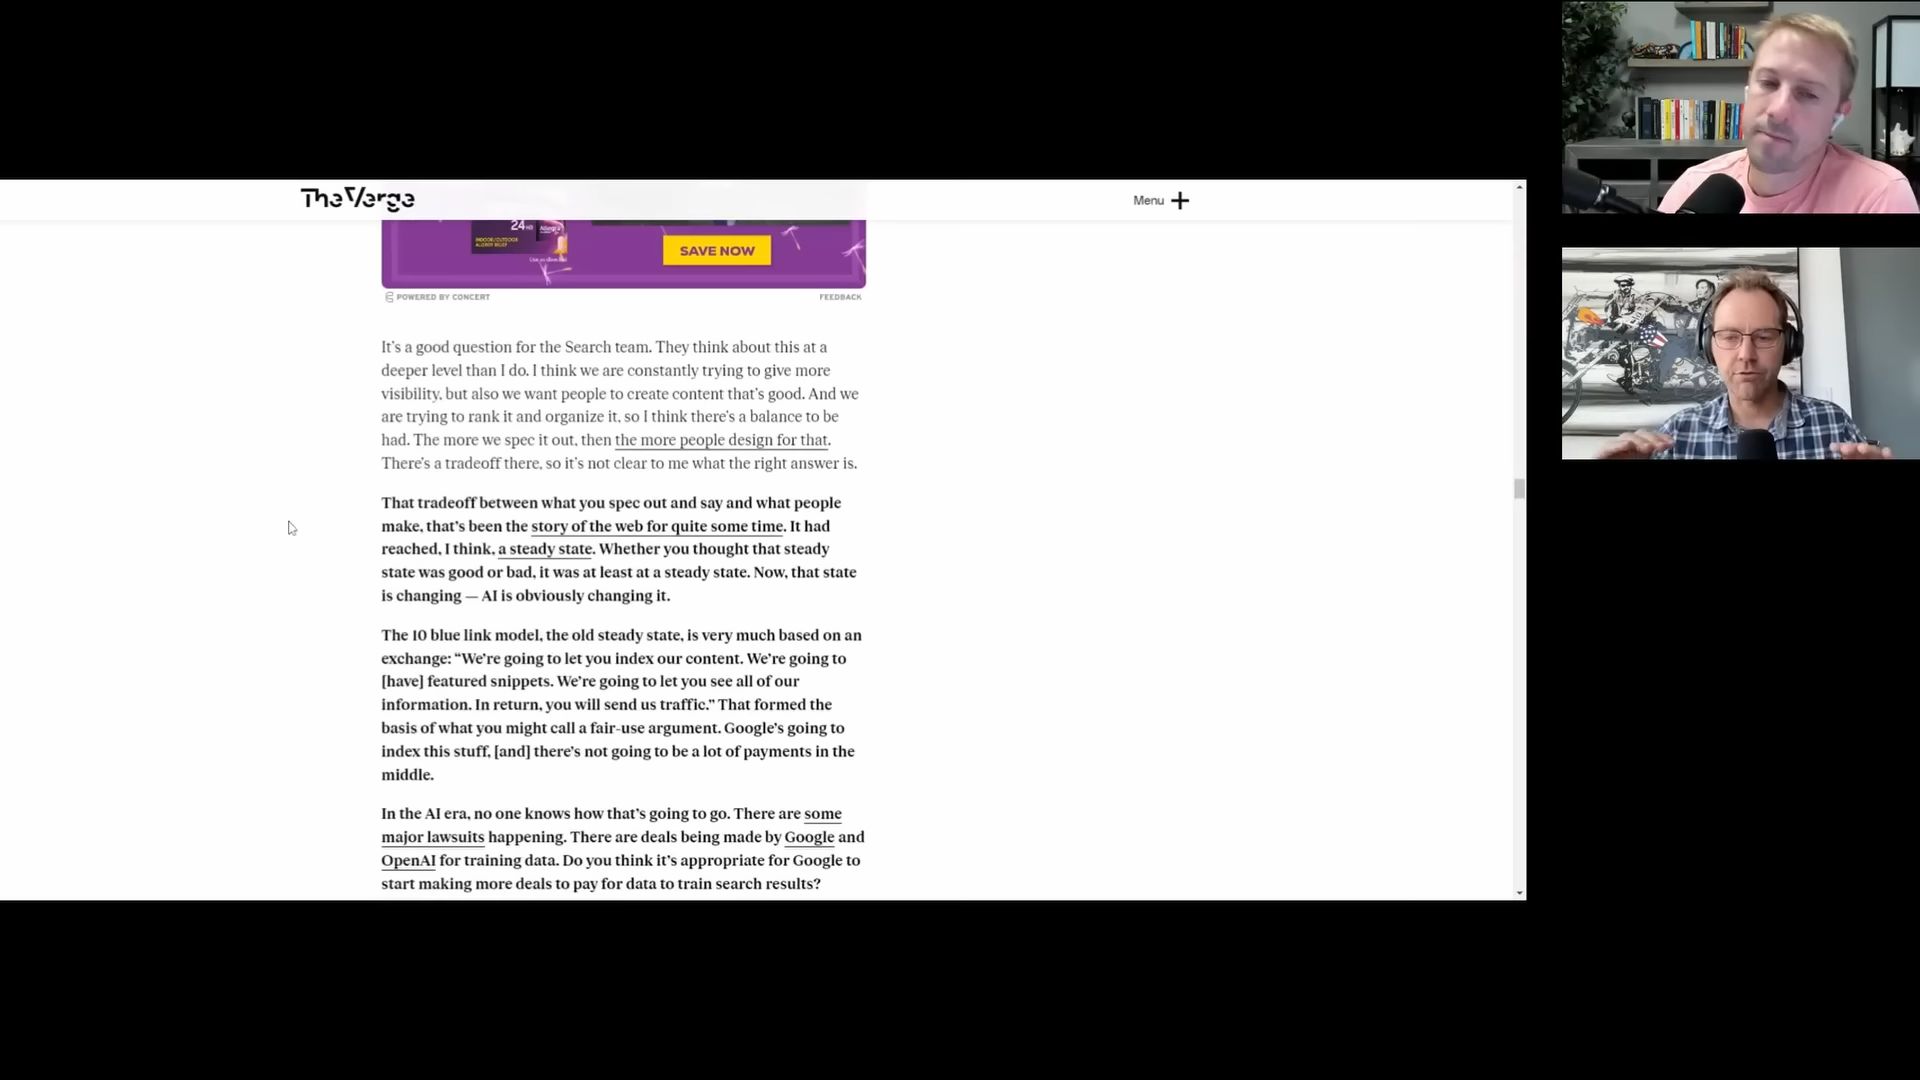 The Verge
Menu
24 HR
Allegra
INDOOR/OUTDOOR
ALLERGY RELIEF
SAVE NOW
POWERED BY CONCERT
FEEDBACK
It’s a good question for the Search team. They think about this at a
deeper level than I do. I think we are constantly trying to give more
visibility, but also we want people to create content that’s good. And we
are trying to rank it and organize it, so I think there’s a balance to be
had. The more we spec it out, then the more people design for that.
There’s a tradeoff there, so it’s not clear to me what the right answer is.
That tradeoff between what you spec out and say and what people
make, that’s been the story of the web for quite some time. It had
reached, I think, a steady state. Whether you thought that steady
state was good or bad, it was at least at a steady state. Now, that state
is changing — AI is obviously changing it.
The 10 blue link model, the old steady state, is very much based on an
exchange: “We’re going to let you index our content. We’re going to
[have] featured snippets. We’re going to let you see all of our
information. In return, you will send us traffic.” That formed the
basis of what you might call a fair-use argument. Google’s going to
index this stuff, [and] there’s not going to be a lot of payments in the
middle.
In the AI era, no one knows how that’s going to go. There are some
major lawsuits happening. There are deals being made by Google and
OpenAI for training data. Do you think it’s appropriate for Google to
start making more deals to pay for data to train search results?